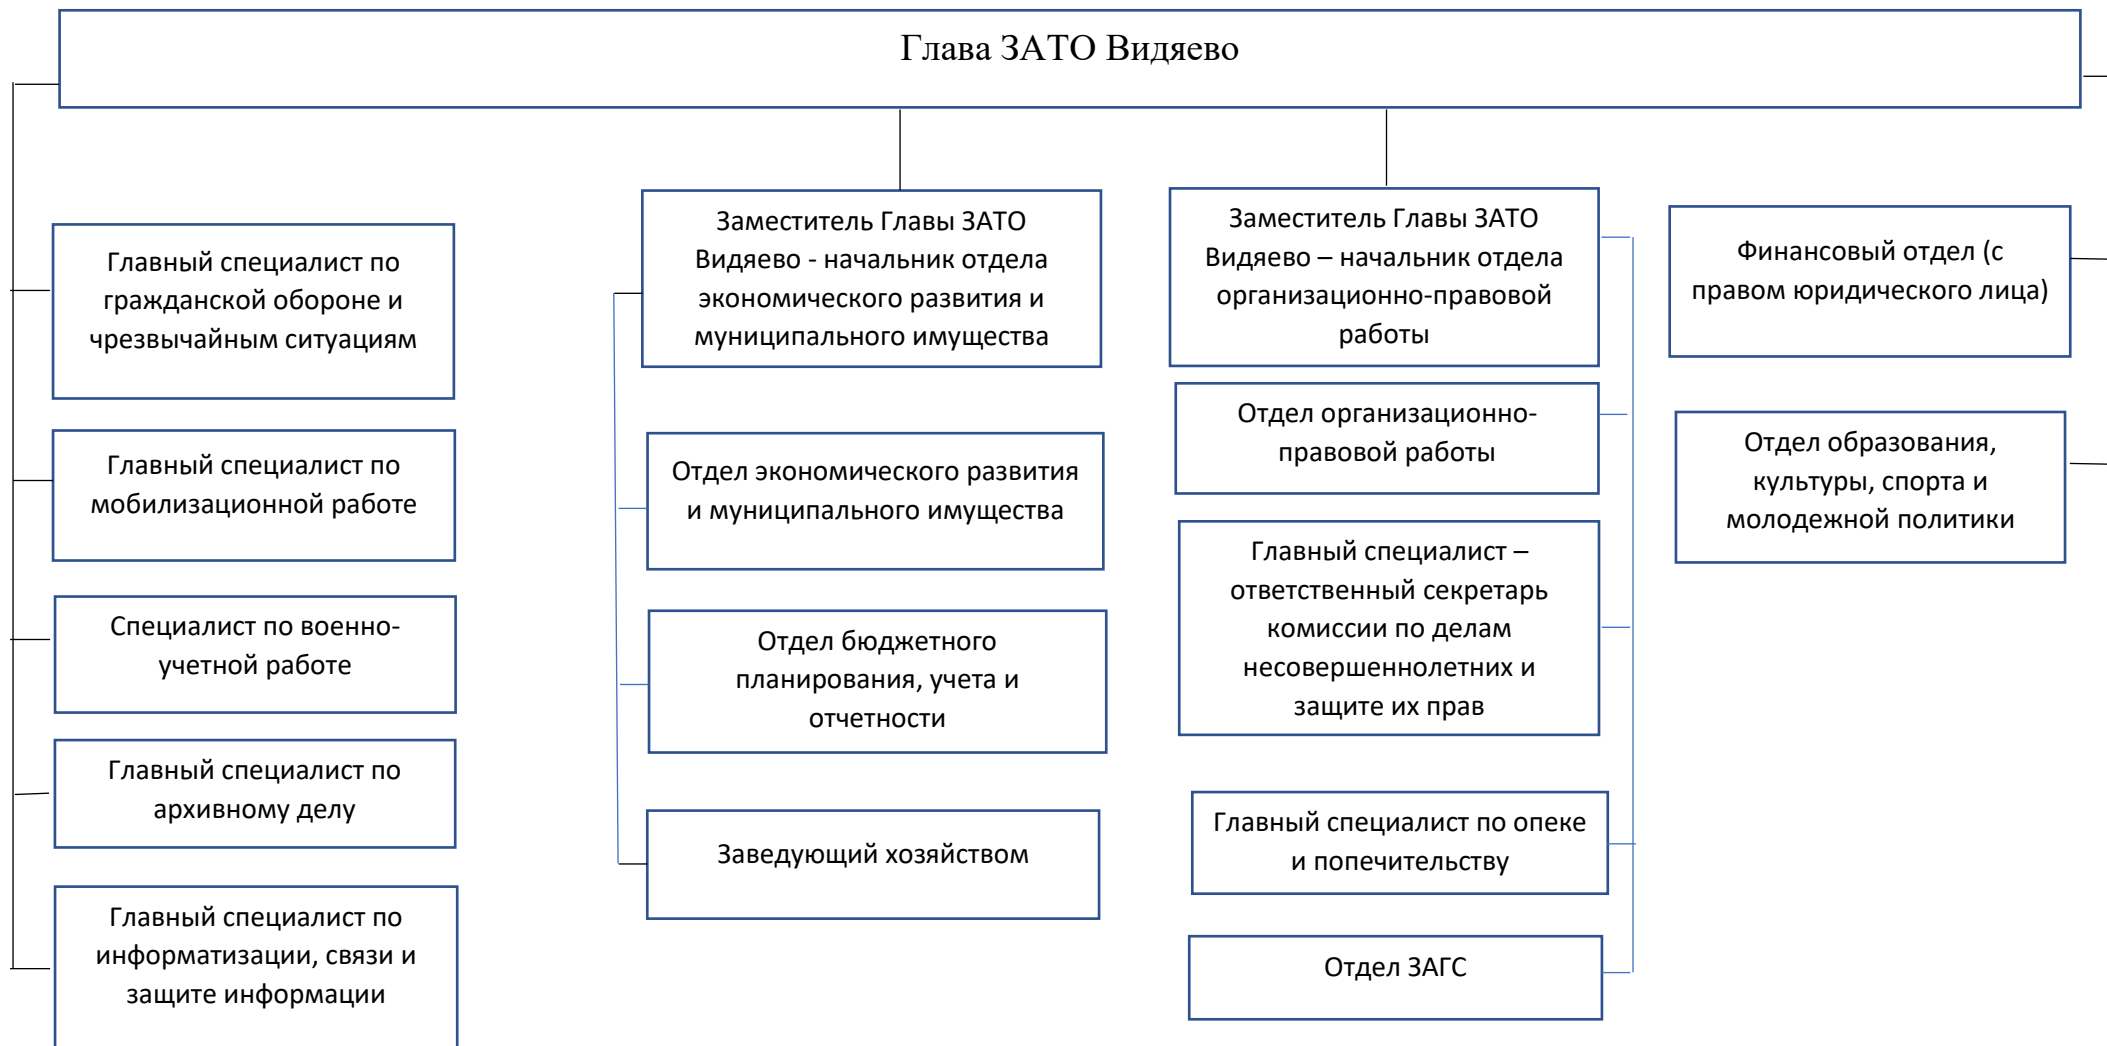 Глава ЗАТО Видяево
Главный специалист по
гражданской обороне и
чрезвычайным ситуациям
Главный специалист по
мобилизационной работе
Специалист по военно-
учетной работе
Главный специалист по
архивному делу
Главный специалист по
информатизации, связи и
защите информации
Заместитель Главы ЗАТО
Видяево - начальник отдела
экономического развития и
муниципального имущества
Отдел экономического развития
и муниципального имущества
Отдел бюджетного
планирования, учета и
отчетности
Заведующий хозяйством
Заместитель Главы ЗАТО
Видяево – начальник отдела
организационно-правовой
работы
Отдел организационно-
правовой работы
Главный специалист –
ответственный секретарь
комиссии по делам
несовершеннолетних и
защите их прав
Главный специалист по опеке
и попечительству
Отдел ЗАГС
Финансовый отдел (с
правом юридического лица)
Отдел образования,
культуры, спорта и
молодежной политики